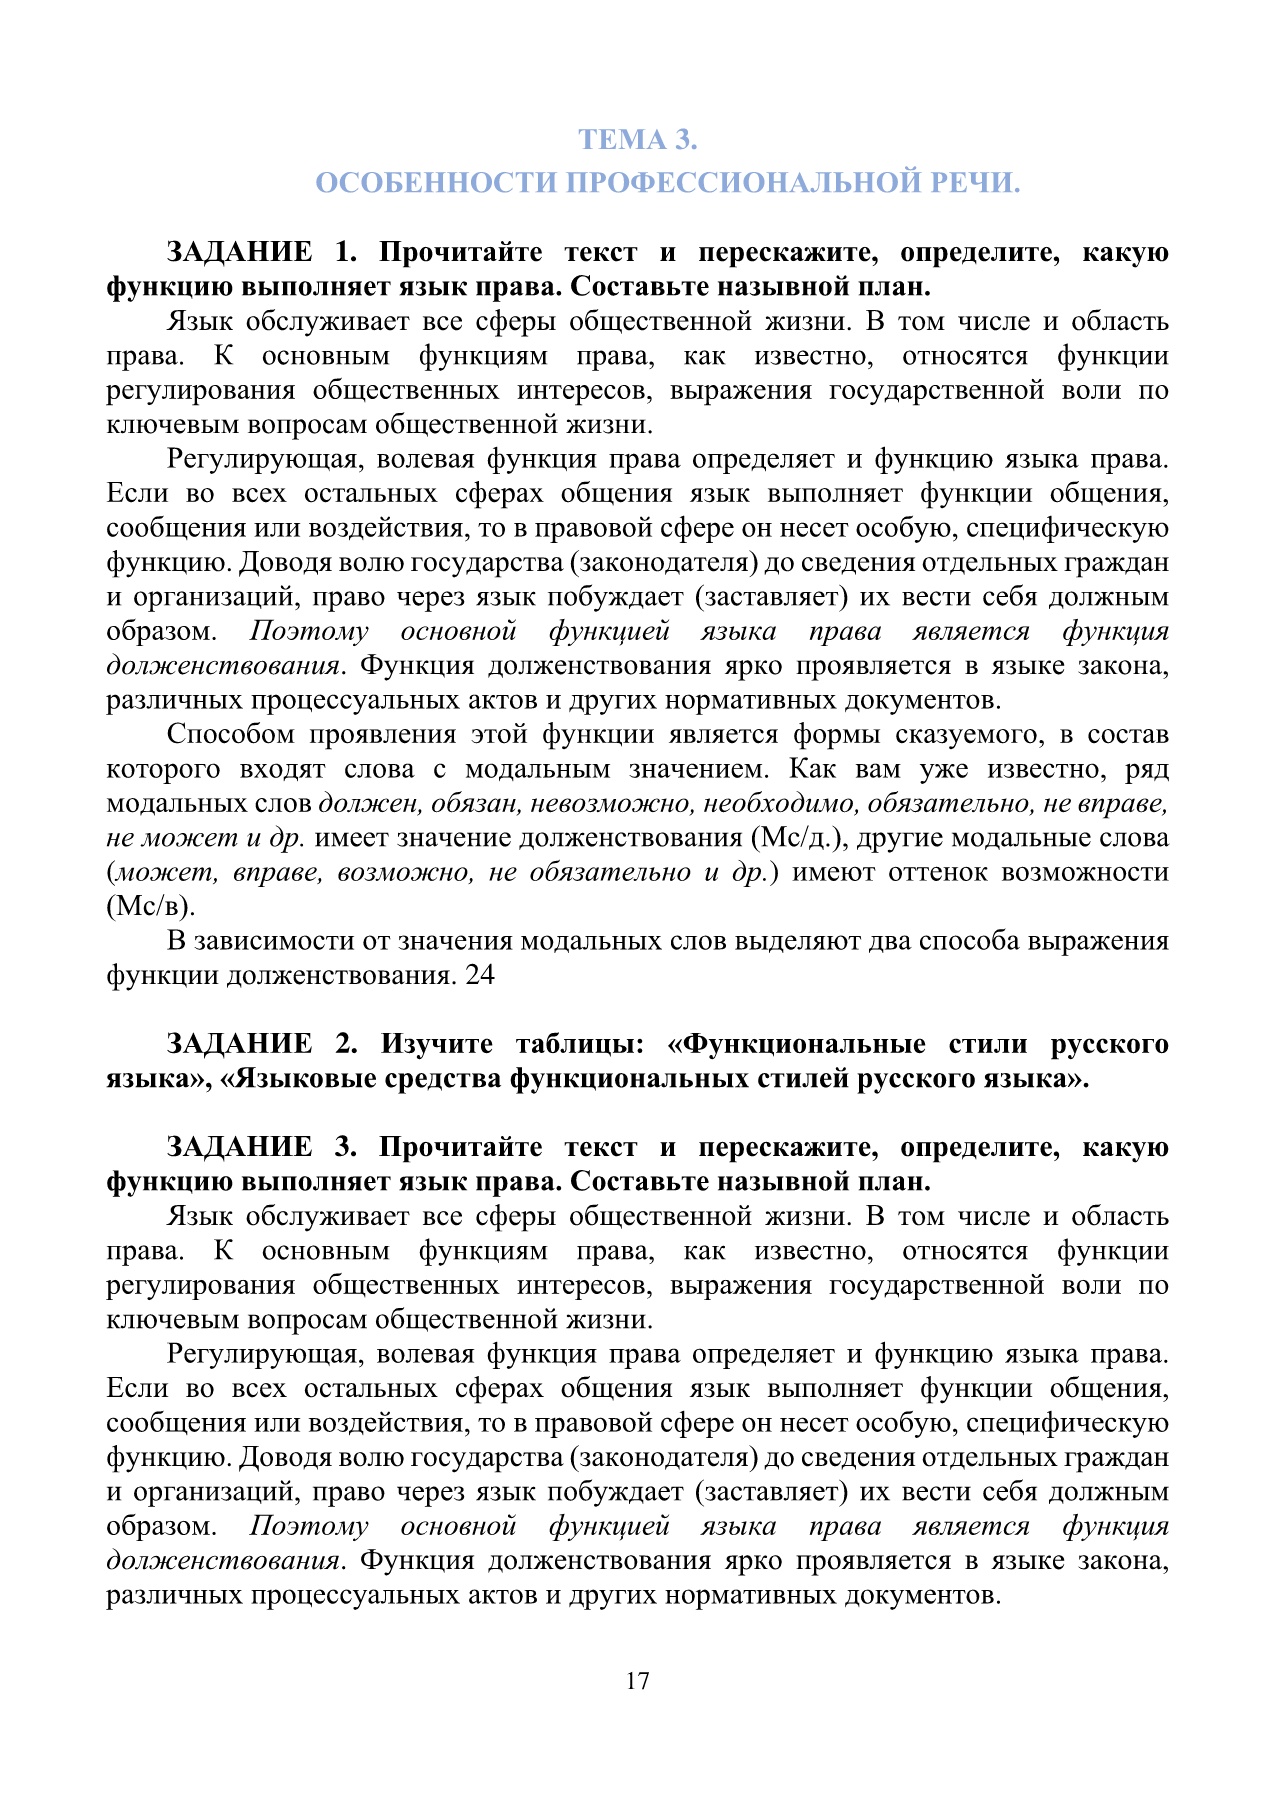 ТЕМА 3.
ОСОБЕННОСТИ ПРОФЕССИОНАЛЬНОЙ РЕЧИ.
ЗАДАНИЕ 1. Прочитайте текст и перескажите, определите, какую
функцию выполняет язык права. Составьте назывной план.
Язык обслуживает все сферы общественной жизни. В том числе и область
права. К основным функциям права, как известно, относятся функции
регулирования общественных интересов, выражения государственной воли по
ключевым вопросам общественной жизни.
Регулирующая, волевая функция права определяет и функцию языка права.
Если во всех остальных сферах общения язык выполняет функции общения,
сообщения или воздействия, то в правовой сфере он несет особую, специфическую
функцию. Доводя волю государства (законодателя) до сведения отдельных граждан
и организаций, право через язык побуждает (заставляет) их вести себя должным
образом. Поэтому основной функцией языка права является функция
долженствования. Функция долженствования ярко проявляется в языке закона,
различных процессуальных актов и других нормативных документов.
Способом проявления этой функции является формы сказуемого, в состав
которого входят слова с модальным значением. Как вам уже известно, ряд
модальных слов должен, обязан, невозможно, необходимо, обязательно, не вправе,
не может и др. имеет значение долженствования (Мс/д.), другие модальные слова
(может, вправе, возможно, не обязательно и др.) имеют оттенок возможности
(Мс/в).
В зависимости от значения модальных слов выделяют два способа выражения
функции долженствования. 24
ЗАДАНИЕ 2. Изучите таблицы: «Функциональные стили русского
языка», «Языковые средства функциональных стилей русского языка».
ЗАДАНИЕ 3. Прочитайте текст и перескажите, определите, какую
функцию выполняет язык права. Составьте назывной план.
Язык обслуживает все сферы общественной жизни. В том числе и область
права. К основным функциям права, как известно, относятся функции
регулирования общественных интересов, выражения государственной воли по
ключевым вопросам общественной жизни.
Регулирующая, волевая функция права определяет и функцию языка права.
Если во всех остальных сферах общения язык выполняет функции общения,
сообщения или воздействия, то в правовой сфере он несет особую, специфическую
функцию. Доводя волю государства (законодателя) до сведения отдельных граждан
и организаций, право через язык побуждает (заставляет) их вести себя должным
образом. Поэтому основной функцией языка права является функция
долженствования. Функция долженствования ярко проявляется в языке закона,
различных процессуальных актов и других нормативных документов.
17